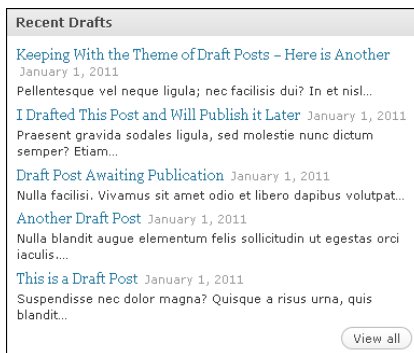 Recent Drafts
Keeping With the Theme of Draft Posts – Here is Another
January 1, 2011
Pellentesque vel neque ligula; nec facilisis dui? In et nisl...
I Drafted This Post and Will Publish it Later January 1, 2011
Praesent gravida sodales ligula, sed molestie nunc dictum
semper? Etiam...
Draft Post Awaiting Publication January 1, 2011
Nulla facilisi. Vivamus sit amet odio et libero dapibus volutpat...
Another Draft Post January 1, 2011
Nulla blandit augue elementum felis sollicitudin ut egestas orci
iaculis....
This is a Draft Post January 1, 2011
Suspendisse nec dolor magna? Quisque a risus urna, quis
blandit...
View all